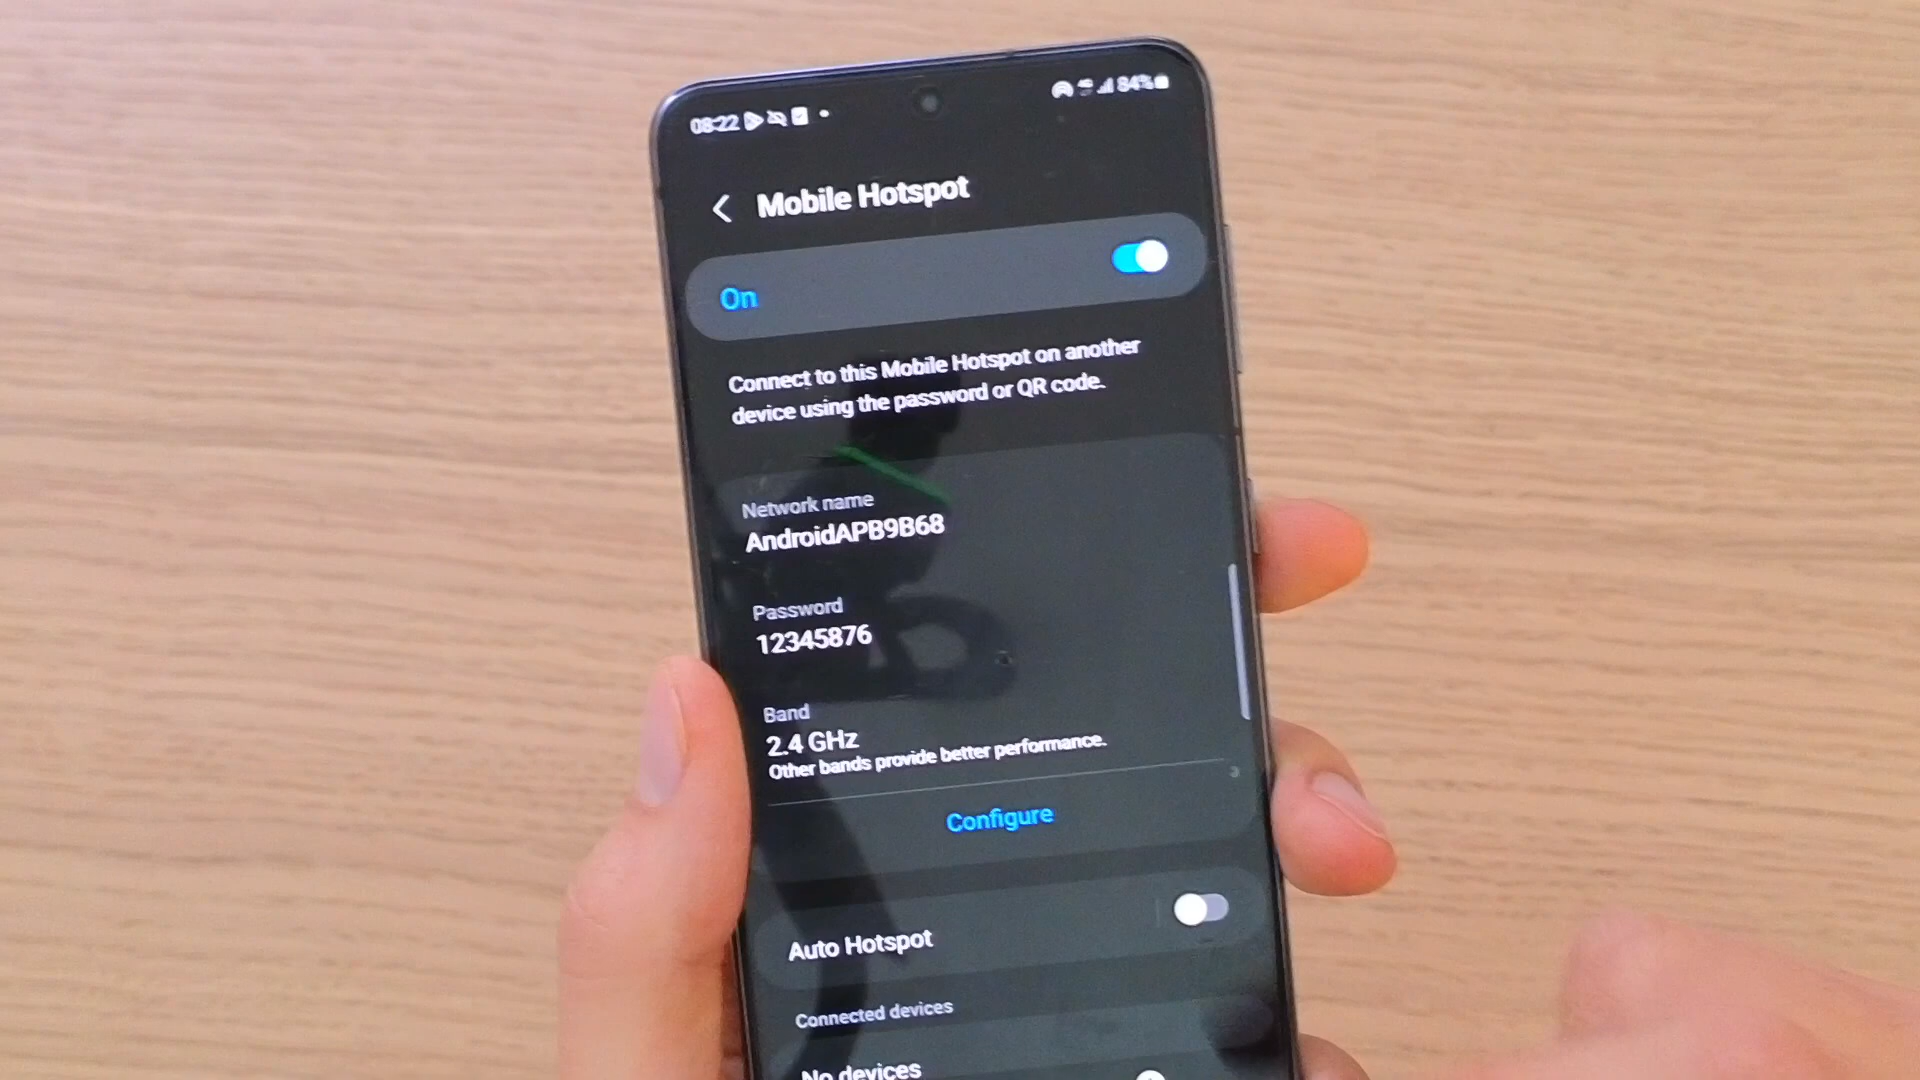 08:22
84%
Mobile Hotspot
On
Connect to this Mobile Hotspot on another
device using the password or QR code.
Network name
AndroidAPB9B68
Password
12345876
Band
2.4 GHz
Other bands provide better performance.
Configure
Auto Hotspot
Connected devices
No devices